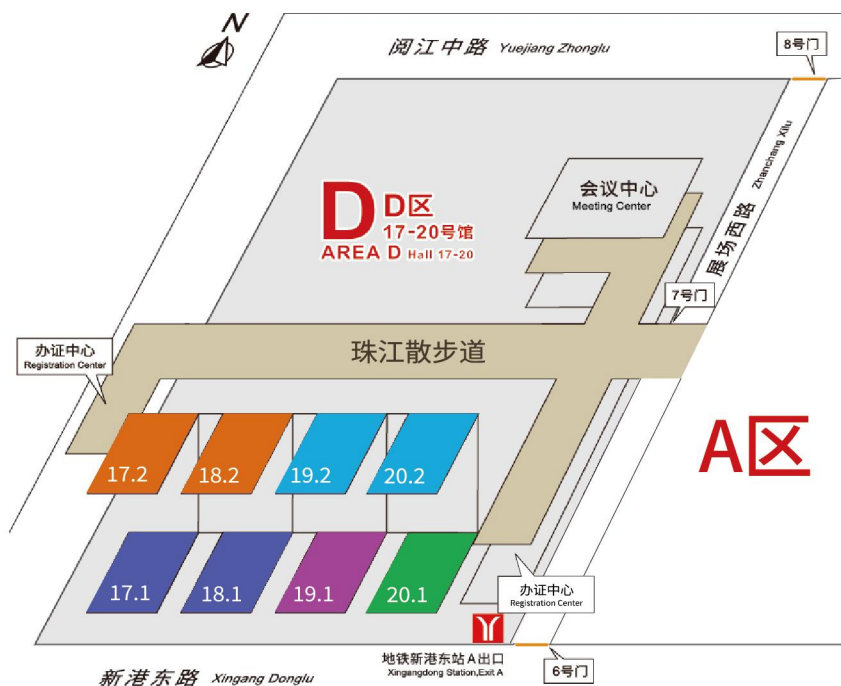 N
阅江中路 Yuejiang Zhonglu
8号门
展场西路 Zhanchang Xilu
会议中心
Meeting Center
D
D区
17-20号馆
AREA D Hall 17-20
7号门
办证中心
Registration Center
珠江散步道
A区
17.2
18.2
19.2
20.2
17.1
18.1
19.1
20.1
办证中心
Registration Center
地铁新港东站A出口
Xingangdong Station,Exit A
6号门
新港东路 Xingang Donglu